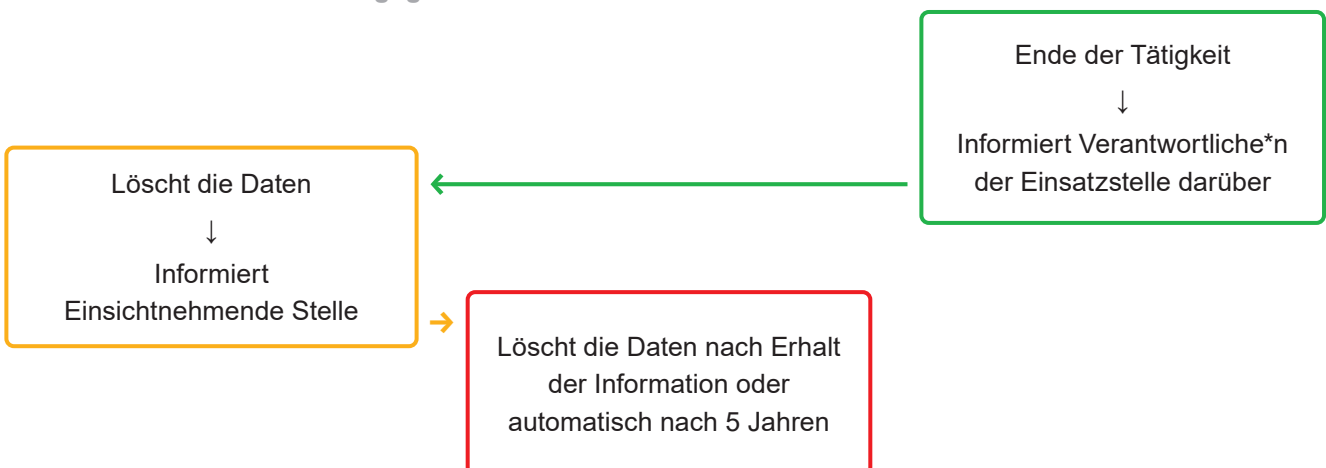 Ende der Tätigkeit
↓
Informiert Verantwortliche*n
der Einsatzstelle darüber
Löscht die Daten
↓
Informiert
Einsichtnehmende Stelle
Löscht die Daten nach Erhalt
der Information oder
automatisch nach 5 Jahren